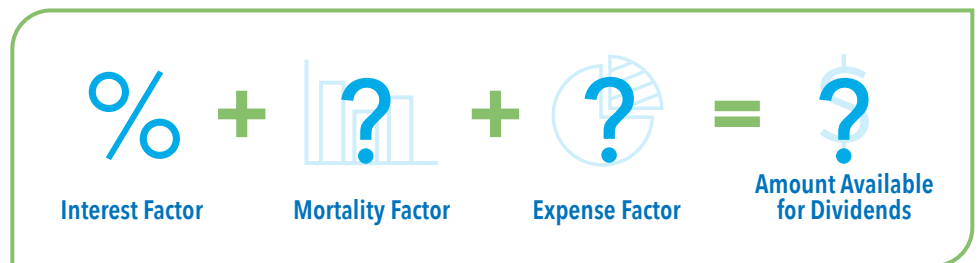 % + ? + ? = $ ?
Interest Factor
Mortality Factor
Expense Factor
Amount Available
for Dividends